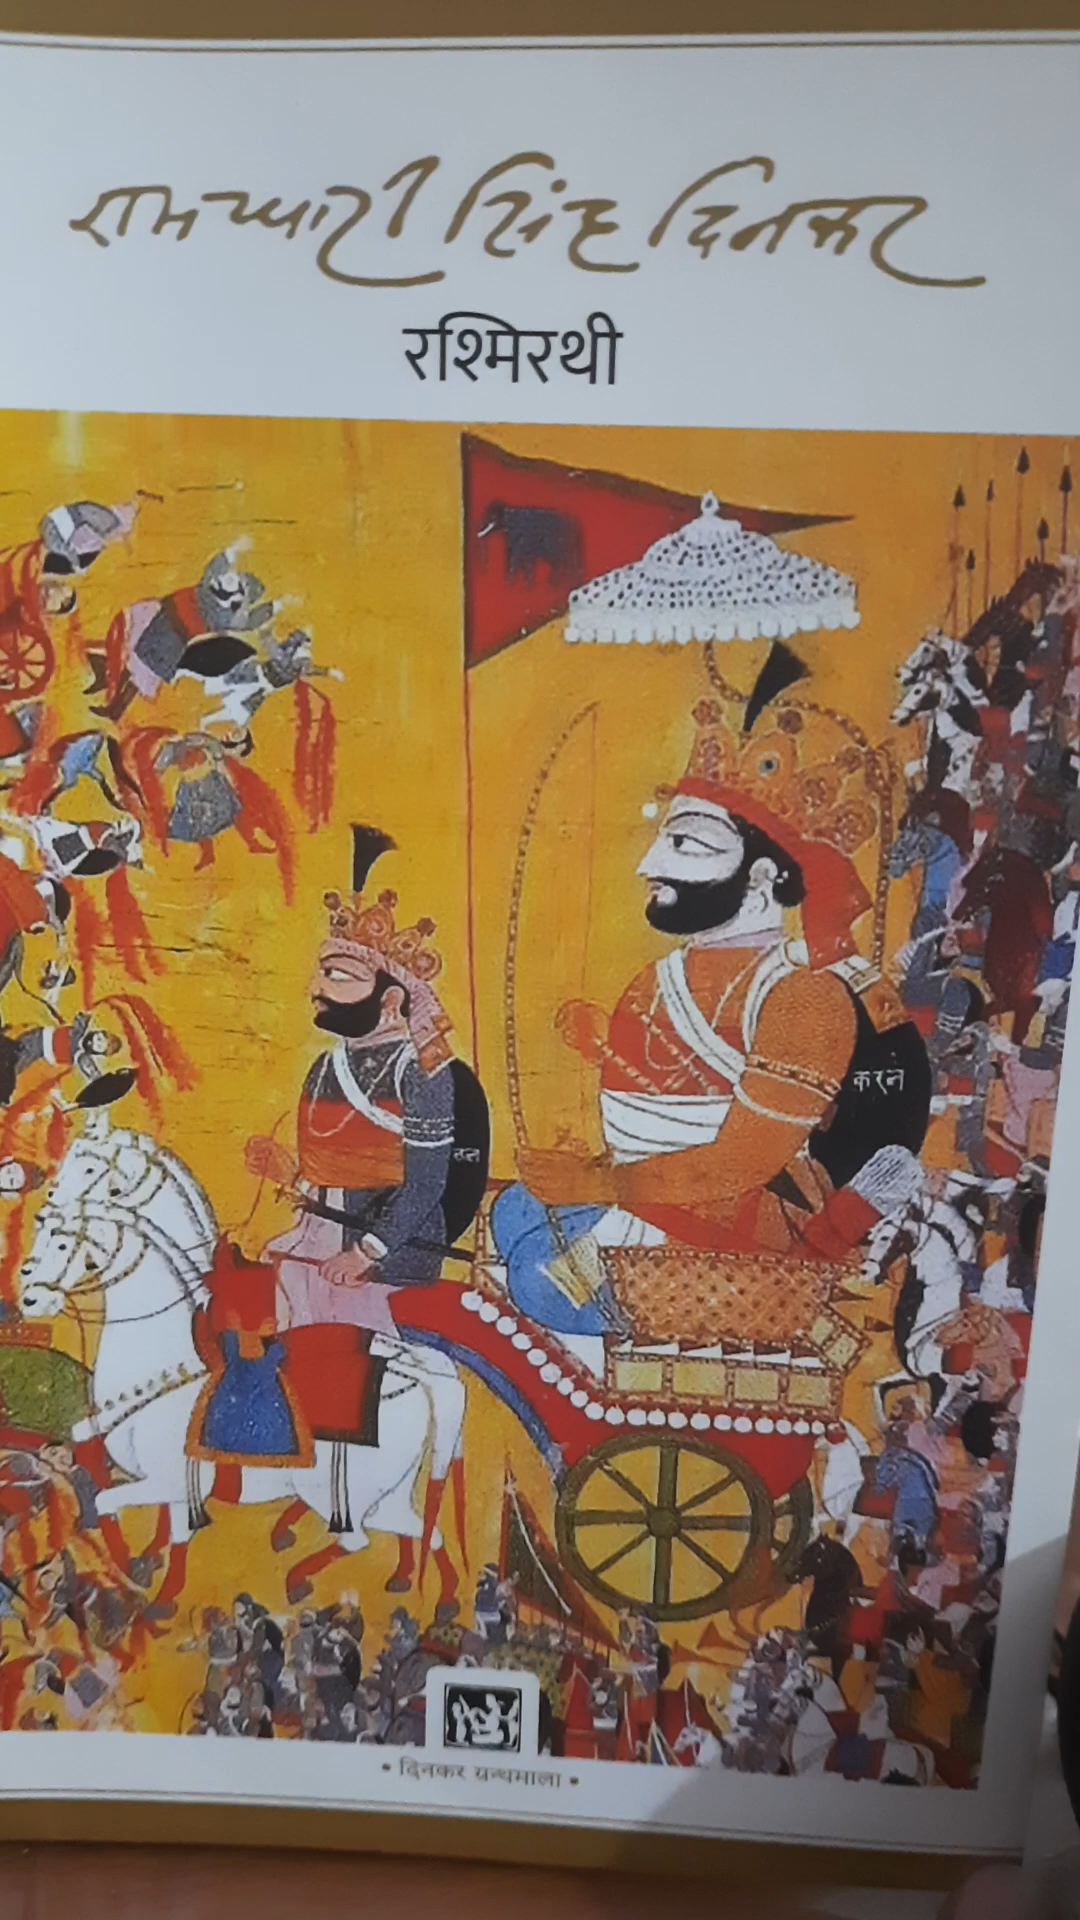 रामधारी सिंह दिनकर
रश्मिरथी
करन
• दिनकर ग्रन्थमाला •